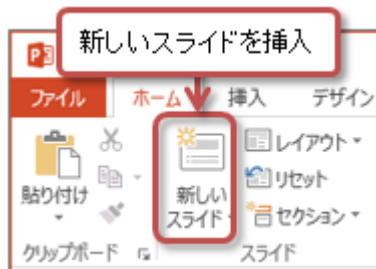 新しいスライドを挿入
ファイル ホーム 挿入 デザイン
貼り付け
新しい
スライド
レイアウト
リセット
セクション
クリップボード スライド